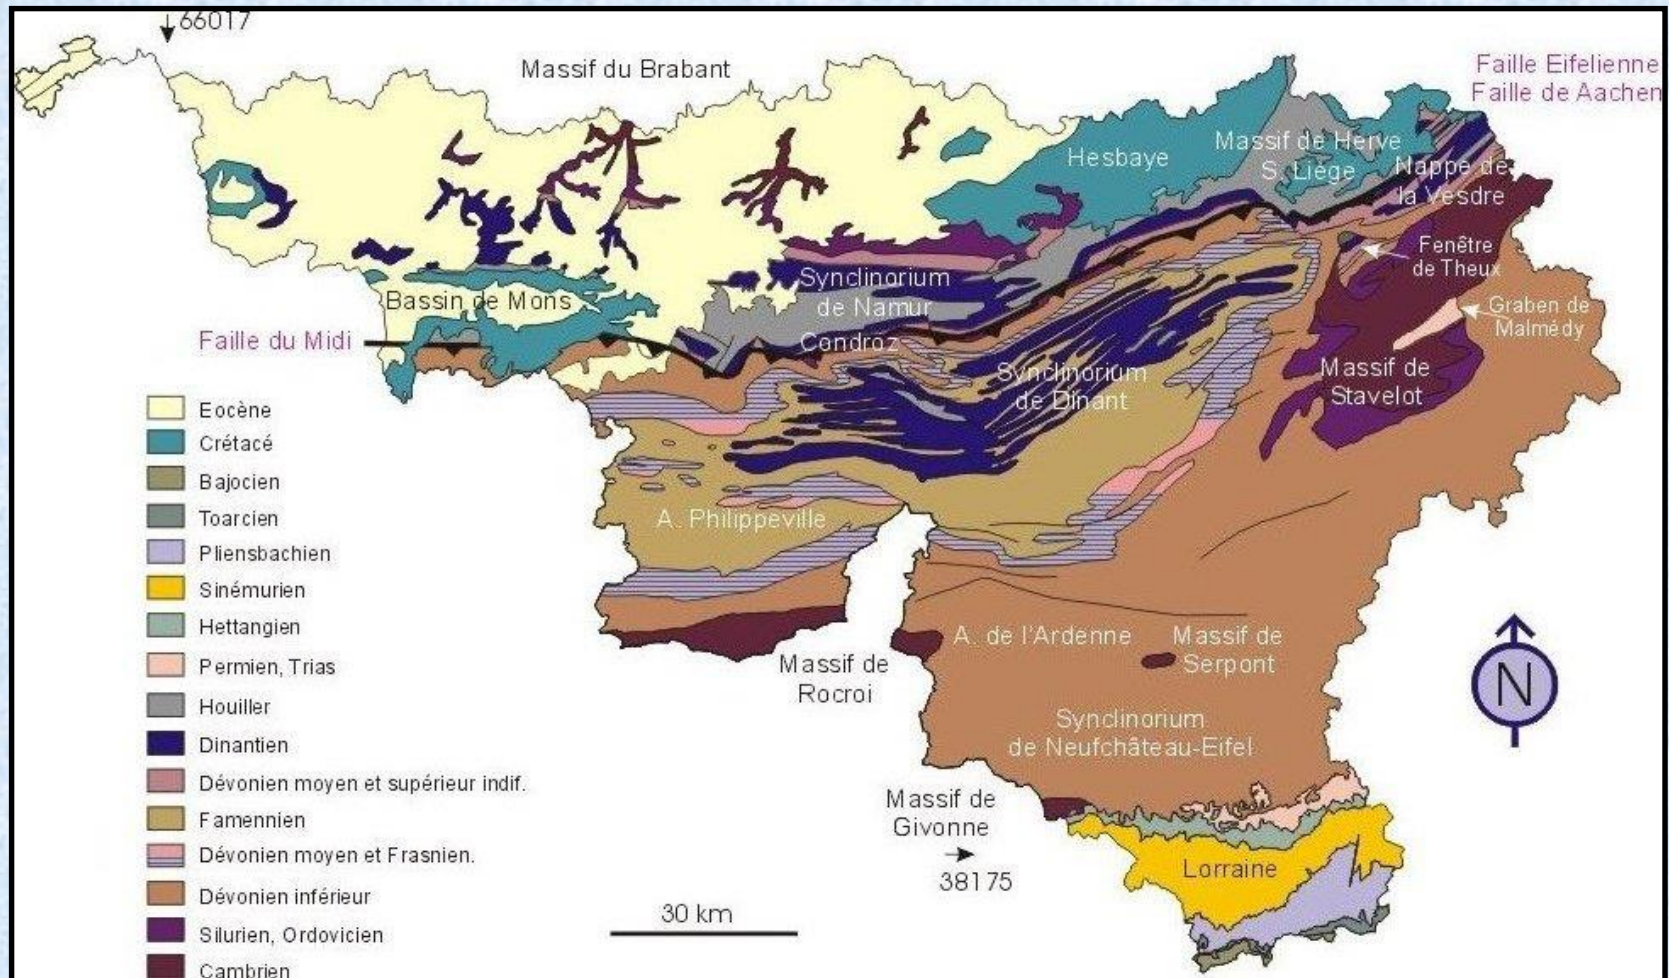 66017
Massif du Brabant
Faille Eifelienne
Faille de Aachen
Hesbaye
Massif de Herve
S. Liège
Nappe de
la Vesdre
Fenêtre
de Theux
Synclinorium
de Namur
Bassin de Mons
Graben de
Malmédy
Faille du Midi
Condroz
Synclinorium
de Dinant
Massif de
Stavelot
Eocène
Crétacé
Bajocien
Toarcien
Pliensbachien
Sinémurien
Hettangien
Permien, Trias
Houiller
Dinantien
Dévonien moyen et supérieur indif.
Famennien
Dévonien moyen et Frasnien.
Dévonien inférieur
Silurien, Ordovicien
Cambrien
A. Philippeville
A. de l'Ardenne
Massif de
Serpont
Massif de
Rocroi
N
Synclinorium
de Neufchâteau-Eifel
Massif de
Givonne
38175
Lorraine
30 km